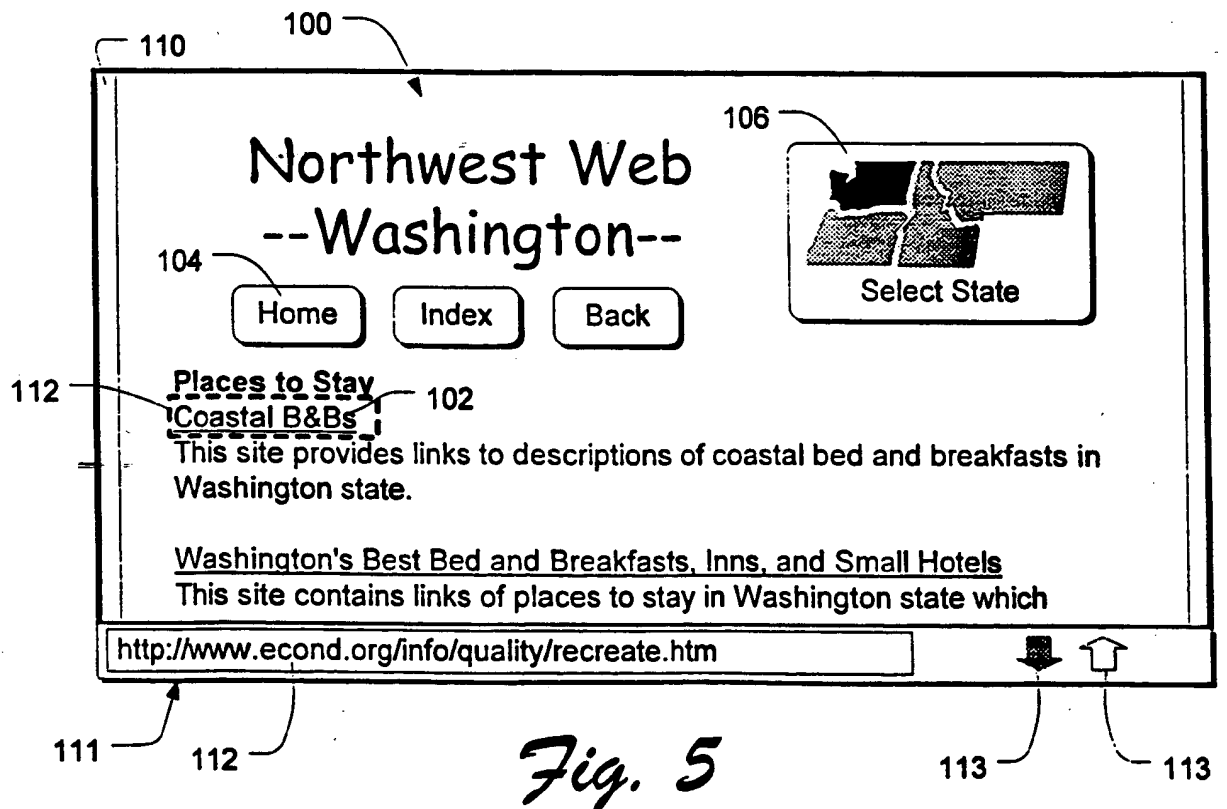 100
110
106
Northwest Web
--Washington--
104
Select State
Home Index Back
Places to Stay
112
102
Coastal B&Bs
This site provides links to descriptions of coastal bed and breakfasts in
Washington state.
Washington's Best Bed and Breakfasts, Inns, and Small Hotels
This site contains links of places to stay in Washington state which
http://www.econd.org/info/quality/recreate.htm
111
112
Fig. 5
113
113